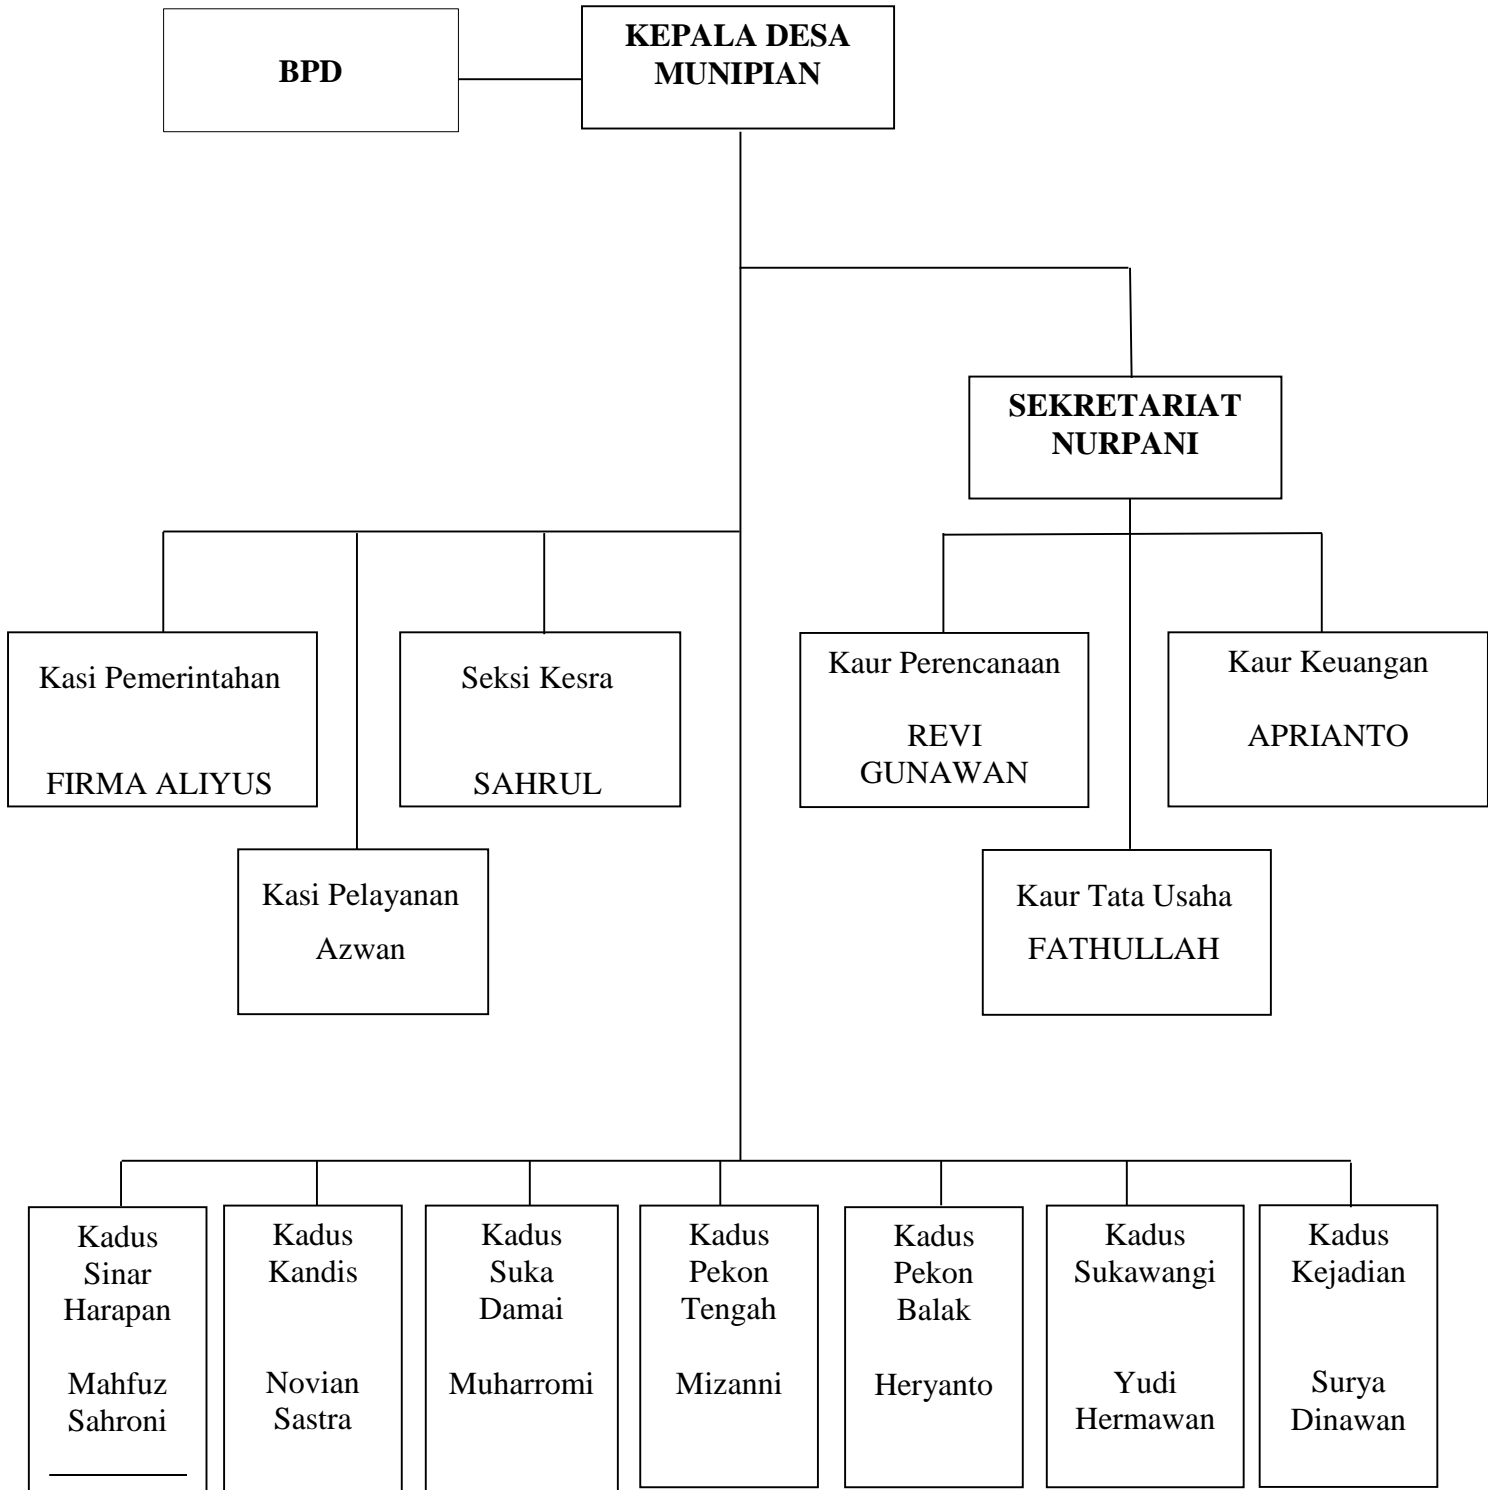 BPD
KEPALA DESA
MUNIPIAN
SEKRETARIAT
NURPANI
Kasi Pemerintahan
FIRMA ALIYUS
Seksi Kesra
SAHRUL
Kaur Perencanaan
REVI
GUNAWAN
Kaur Keuangan
APRIANTO
Kasi Pelayanan
Azwan
Kaur Tata Usaha
FATHULLAH
Kadus
Sinar
Harapan
Mahfuz
Sahroni
Kadus
Kandis
Novian
Sastra
Kadus
Suka
Damai
Muharromi
Kadus
Pekon
Tengah
Mizanni
Kadus
Pekon
Balak
Heryanto
Kadus
Sukawangi
Yudi
Hermawan
Kadus
Kejadian
Surya
Dinawan